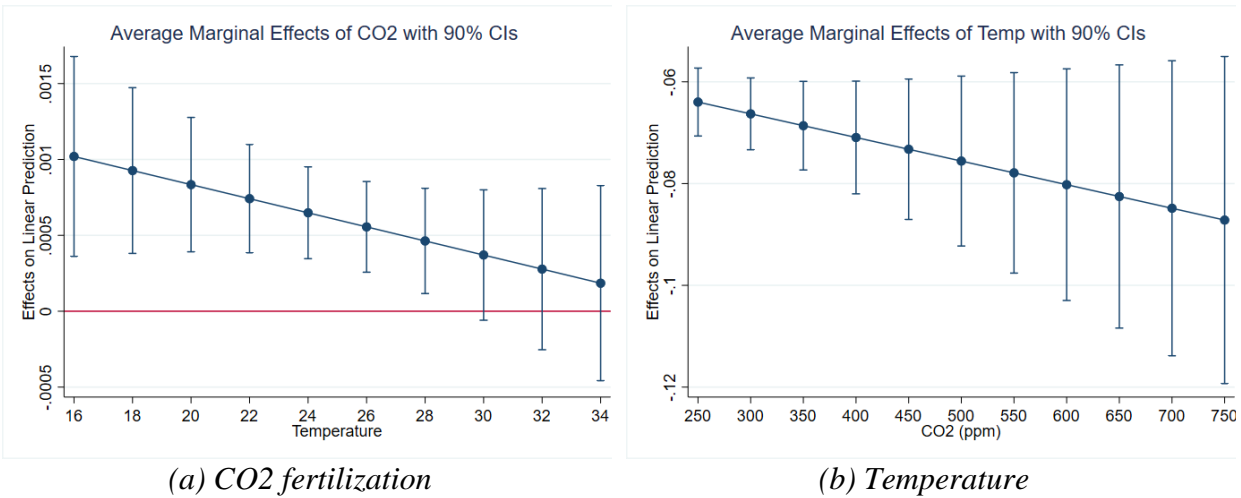 Average Marginal Effects of CO2 with 90% CIs
Effects on Linear Prediction
.0015
.001
.0005
0
-.0005
16 18 20 22 24 26 28 30 32 34
Temperature
(a) CO2 fertilization
Average Marginal Effects of Temp with 90% CIs
Effects on Linear Prediction
-.06
-.08
-.1
-.12
250 300 350 400 450 500 550 600 650 700 750
CO2 (ppm)
(b) Temperature